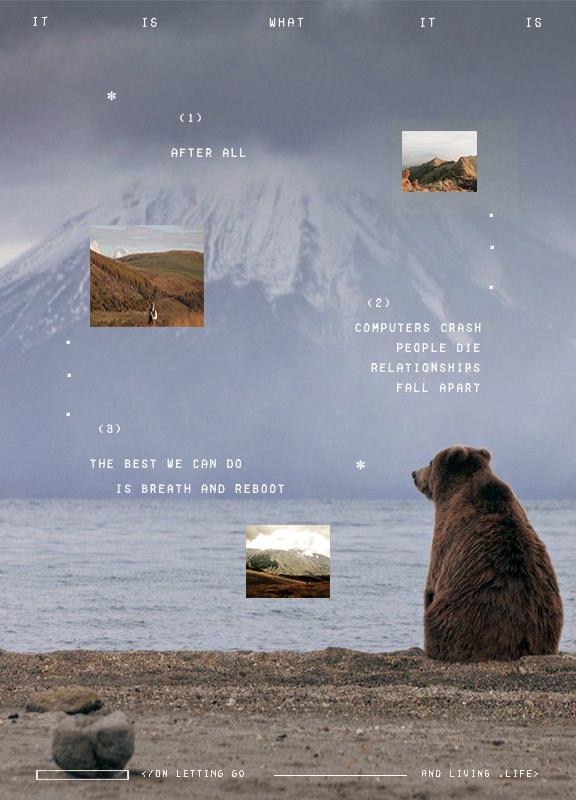 IT IS WHAT IT IS
*
(1)
AFTER ALL
(2)
COMPUTERS CRASH
PEOPLE DIE
RELATIONSHIPS
FALL APART
(3)
THE BEST WE CAN DO
*
IS BREATH AND REBOOT
</ON LETTING GO
AND LIVING .LIFE>